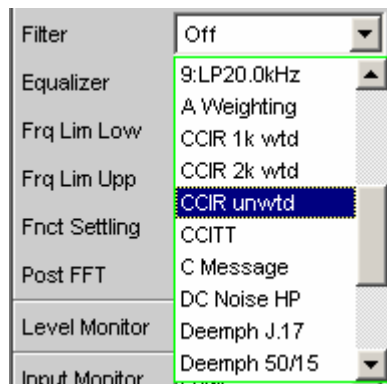 Filter
Off
Equalizer
9:LP20.0kHz
A Weighting
Frq Lim Low
CCIR 1k wtd
Frq Lim Upp
CCIR 2k wtd
CCIR unwtd
Fnct Settling
CCITT
Post FFT
C Message
DC Noise HP
Level Monitor
Deemph J.17
Deemph 50/15
Input Monitor